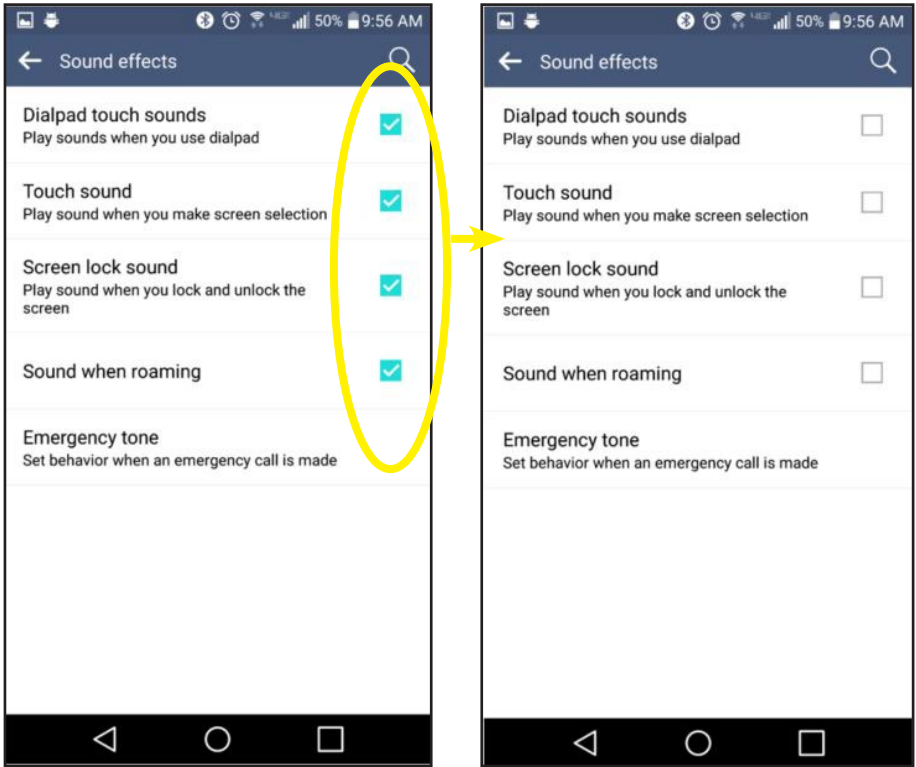 50% 9:56 AM
Sound effects
Dialpad touch sounds
Play sounds when you use dialpad
Touch sound
Play sound when you make screen selection
Screen lock sound
Play sound when you lock and unlock the
screen
Sound when roaming
Emergency tone
Set behavior when an emergency call is made
50% 9:56 AM
Sound effects
Dialpad touch sounds
Play sounds when you use dialpad
Touch sound
Play sound when you make screen selection
Screen lock sound
Play sound when you lock and unlock the
screen
Sound when roaming
Emergency tone
Set behavior when an emergency call is made